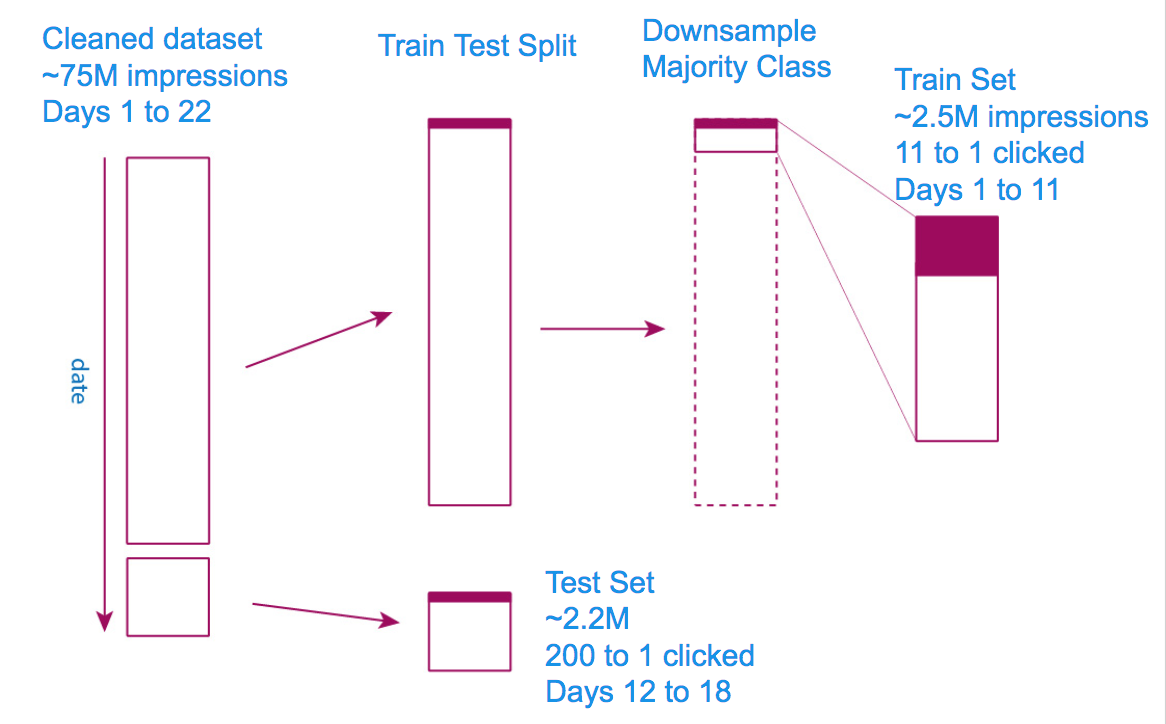 Cleaned dataset
~75M impressions
Days 1 to 22
Train Test Split
Downsample
Majority Class
Train Set
~2.5M impressions
11 to 1 clicked
Days 1 to 11
date
Test Set
~2.2M
200 to 1 clicked
Days 12 to 18